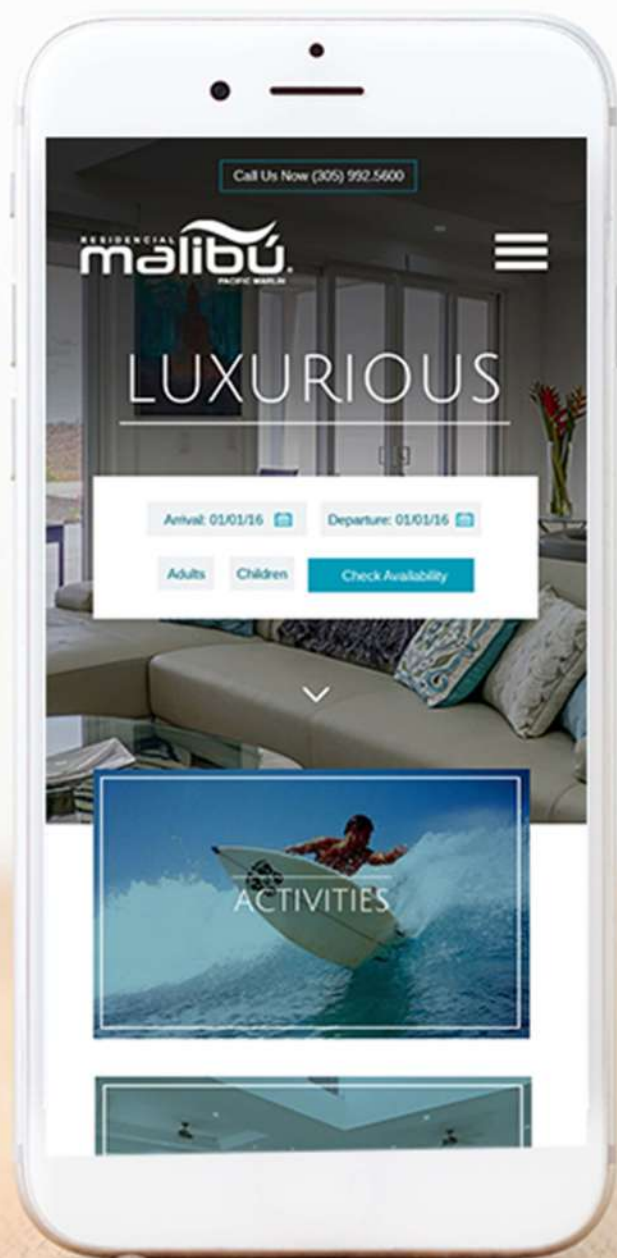 Call Us Now (305) 992.5600
RESIDENCIAL
malibú.
PACIFIC MARLIN
LUXURIOUS
Arrival: 01/01/16 Departure: 01/01/16
Adults Children Check Availability
ACTIVITIES